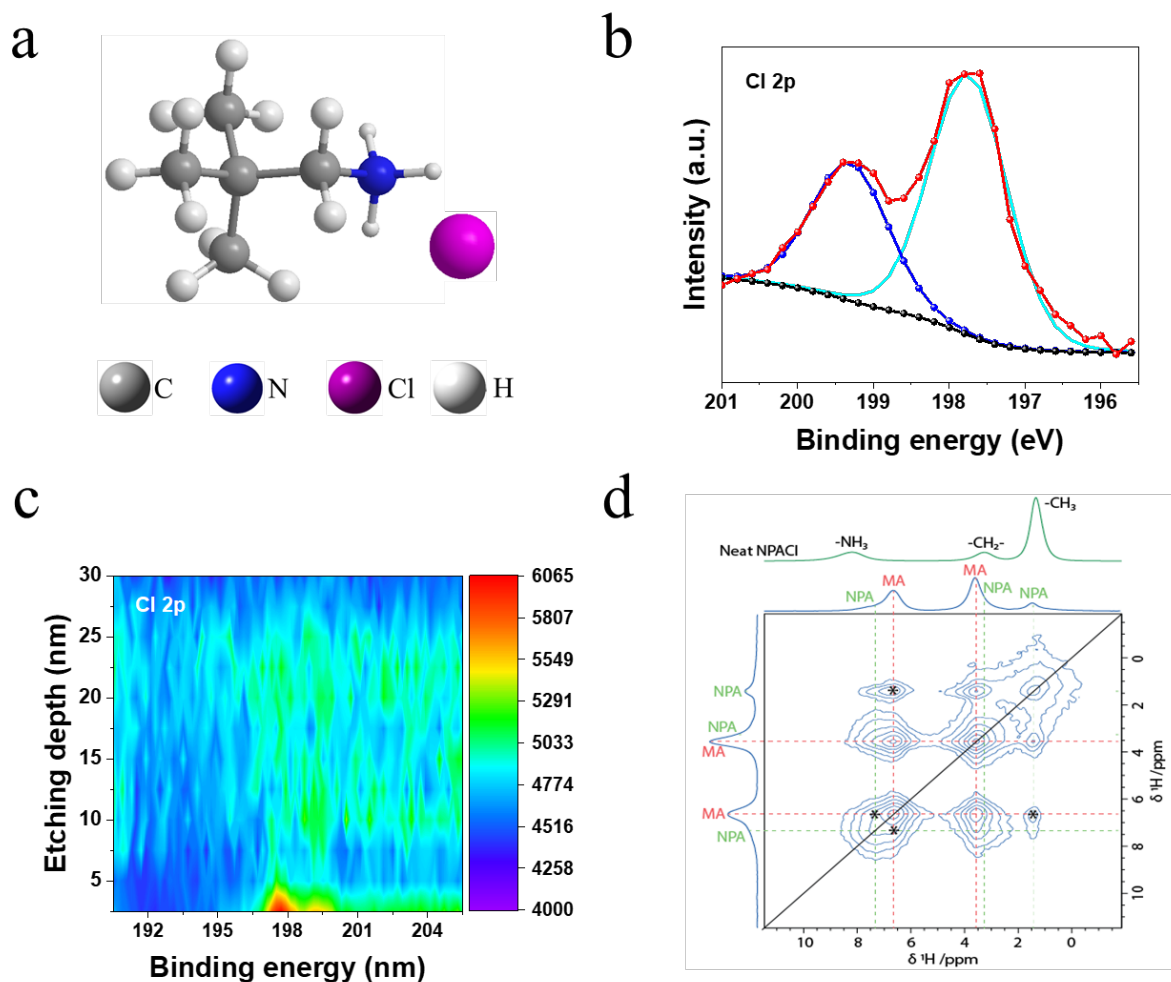 a
C
N
Cl
H
b
Cl 2p
Intensity (a.u.)
201
200
199
198
197
196
Binding energy (eV)
c
Cl 2p
Etching depth (nm)
30
25
20
15
10
5
192
195
198
201
204
Binding energy (nm)
6065
5807
5549
5291
5033
4774
4516
4258
4000
d
Neat NPACl
-NH₃
-CH₂-
-CH₃
NPA
MA
MA
NPA
NPA
NPA
NPA
MA
MA
NPA
*
*
*
*
0
2
4
6
8
10
δ ¹H /ppm
10
8
6
4
2
0
δ ¹H /ppm